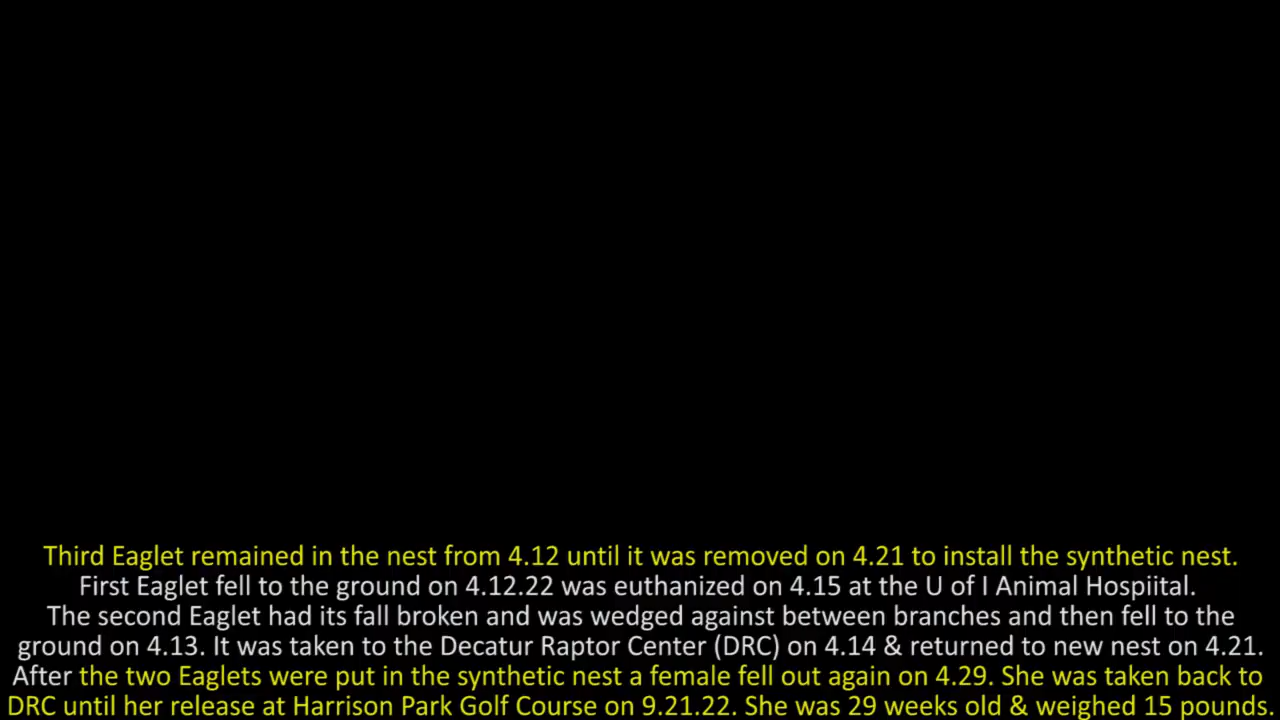 Third Eaglet remained in the nest from 4.12 until it was removed on 4.21 to install the synthetic nest.
First Eaglet fell to the ground on 4.12.22 was euthanized on 4.15 at the U of I Animal Hospiital.
The second Eaglet had its fall broken and was wedged against between branches and then fell to the
ground on 4.13. It was taken to the Decatur Raptor Center (DRC) on 4.14 & returned to new nest on 4.21.
After the two Eaglets were put in the synthetic nest a female fell out again on 4.29. She was taken back to
DRC until her release at Harrison Park Golf Course on 9.21.22. She was 29 weeks old & weighed 15 pounds.